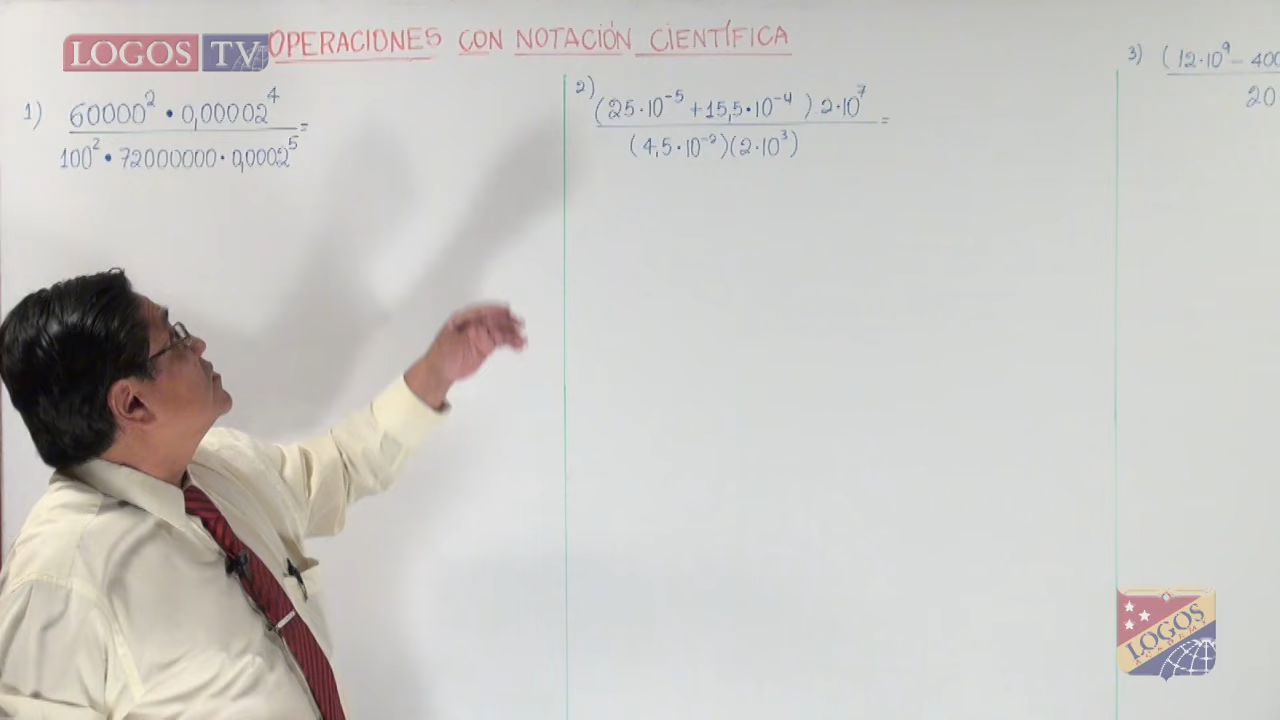 LOGOS TV
OPERACIONES CON NOTACIÓN CIENTÍFICA
1) 60000² • 0,00002⁴
100² • 72000000 • 0,0002⁵ =
2) (25·10⁻⁵ + 15,5·10⁻⁴ ) 2·10⁷
(4,5·10⁻²)(2·10³) =
3) (12·10⁹ - 400
20
LOGOS
ACADEMY